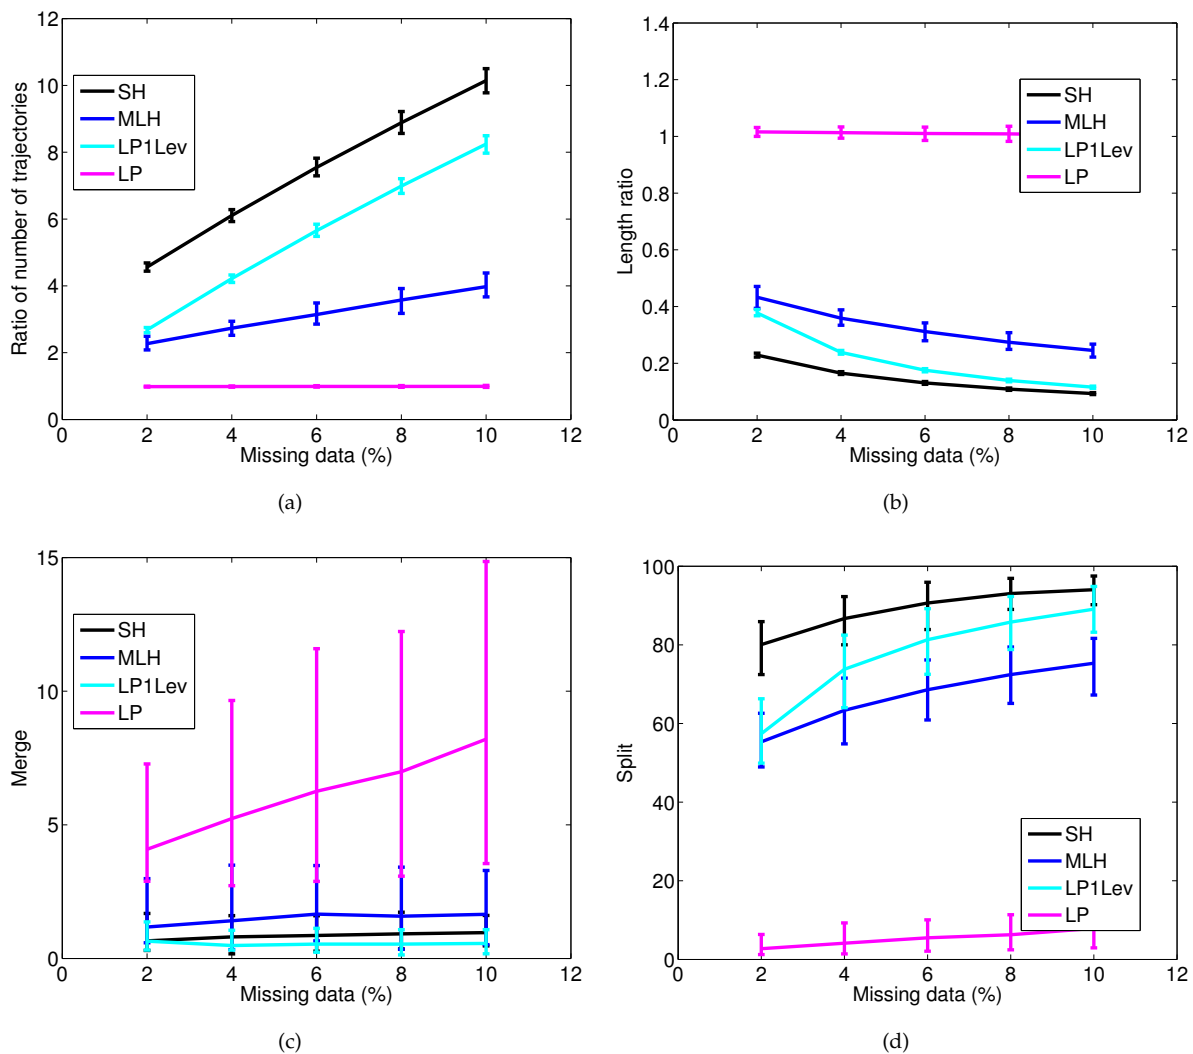 12
10
8
6
4
2
0
Ratio of number of trajectories
SH
MLH
LP1Lev
LP
0 2 4 6 8 10 12
Missing data (%)
(a)
1.4
1.2
1
0.8
0.6
0.4
0.2
0
Length ratio
SH
MLH
LP1Lev
LP
0 2 4 6 8 10 12
Missing data (%)
(b)
15
10
5
0
Merge
SH
MLH
LP1Lev
LP
0 2 4 6 8 10 12
Missing data (%)
(c)
100
80
60
40
20
0
Split
SH
MLH
LP1Lev
LP
0 2 4 6 8 10 12
Missing data (%)
(d)